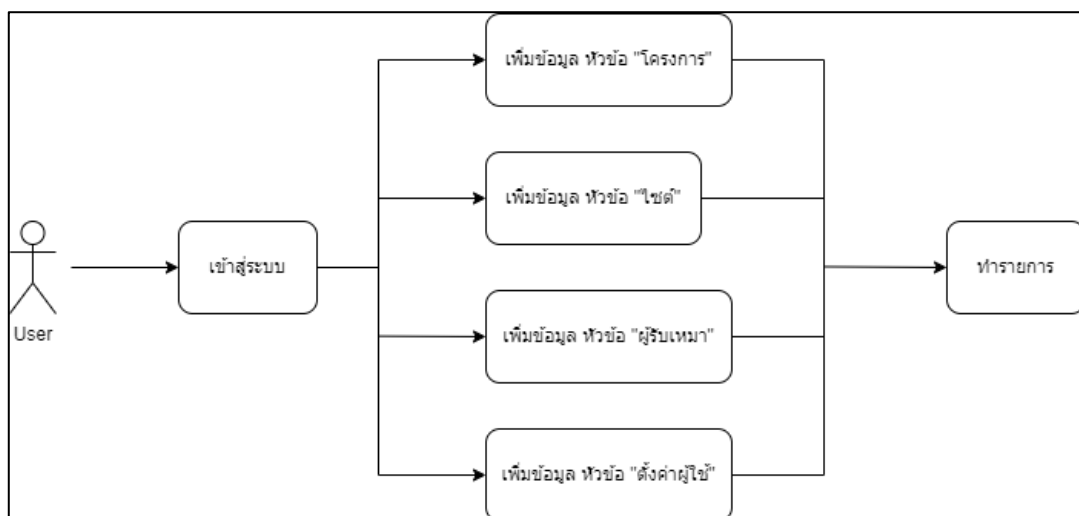 เพิ่มข้อมูล หัวข้อ "โครงการ"
เพิ่มข้อมูล หัวข้อ "ไซต์"
User
เข้าสู่ระบบ
เพิ่มข้อมูล หัวข้อ "ผู้รับเหมา"
เพิ่มข้อมูล หัวข้อ "ตั้งค่าผู้ใช้"
ทำรายการ